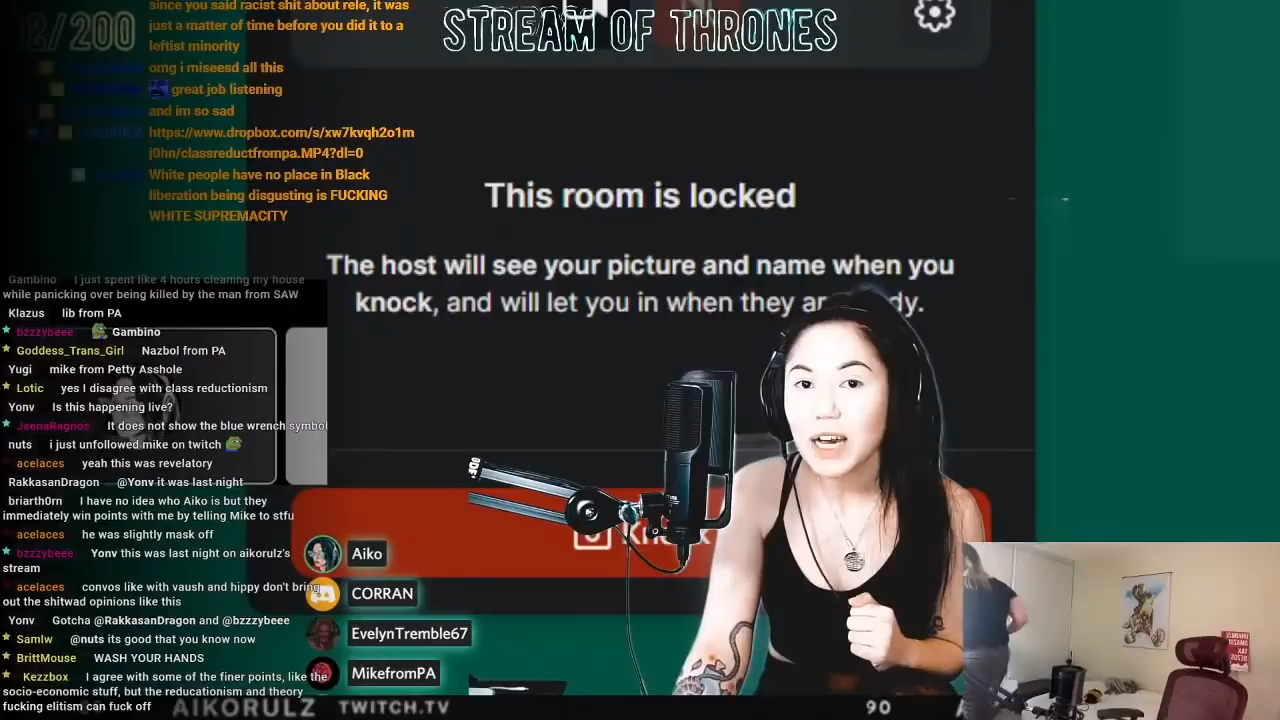 since you said racist shit about rele, it was
just a matter of time before you did it to a
leftist minority
omg i miseesd all this
great job listening
and im so sad
https://www.dropbox.com/s/xw7kvqh2o1m
j0hn/classreductfrompa.MP4?dl=0
White people have no place in Black
liberation being disgusting is FUCKING
WHITE SUPREMACITY
/200
STREAM OF THRONES
This room is locked
The host will see your picture and name when you
knock, and will let you in when they
Gambino I just spent like 4 hours cleaning my house
while panicking over being killed by the man from SAW
Klazus lib from PA
bzzzybeee Gambino
Goddess_Trans_Girl Nazbol from PA
Yugi mike from Petty Asshole
Lotic yes I disagree with class reductionism
Yonv Is this happening live?
JeenaRagnos It does not show the blue wrench symbol
nuts i just unfollowed mike on twitch
acelaces yeah this was revelatory
RakkasanDragon @Yonv it was last night
briarth0rn I have no idea who Aiko is but they
immediately win points with me by telling Mike to stfu
acelaces he was slightly mask off
bzzzybeee Yonv this was last night on aikorulz's
stream
acelaces convos like with vaush and hippy don't bring
out the shitwad opinions like this
Yonv Gotcha @RakkasanDragon and @bzzybeee
Samlw @nuts its good that you know now
BrittMouse WASH YOUR HANDS
Kezzbox I agree with some of the finer points, like the
socio-economic stuff, but the reducationism and theory
fucking elitism can fuck off
Aiko
CORRAN
EvelynTremble67
MikefromPA
AIKORULZ TWITCH.TV
90